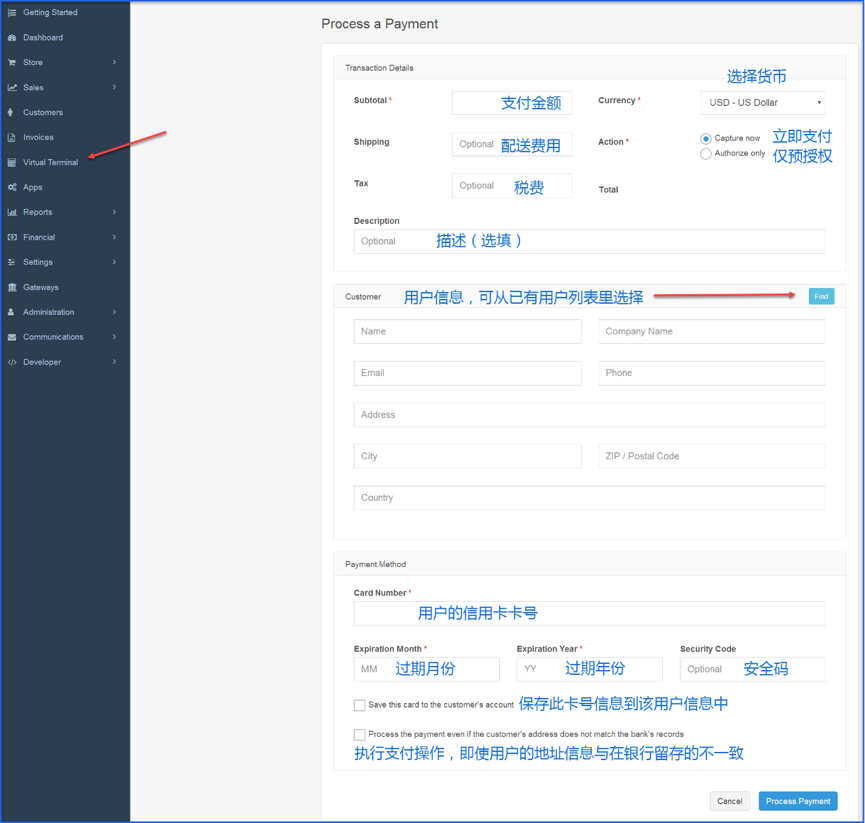 Getting Started
Dashboard
Store
Sales
Customers
Invoices
Virtual Terminal
Apps
Reports
Financial
Settings
Gateways
Administration
Communications
Developer
Process a Payment
Transaction Details
选择货币
Subtotal * 支付金额 Currency * USD - US Dollar
Shipping Optional 配送费用 Action * Capture now 立即支付
Authorize only 仅预授权
Tax Optional 税费 Total
Description
Optional 描述（选填）
Customer 用户信息，可从已有用户列表里选择 Find
Name Company Name
Email Phone
Address
City ZIP / Postal Code
Country
Payment Method
Card Number *
用户的信用卡卡号
Expiration Month * Expiration Year * Security Code
MM 过期月份 YY 过期年份 Optional 安全码
Save this card to the customer's account 保存此卡号信息到该用户信息中
Process the payment even if the customer's address does not match the bank's records
执行支付操作，即使用户的地址信息与在银行留存的不一致
Cancel Process Payment